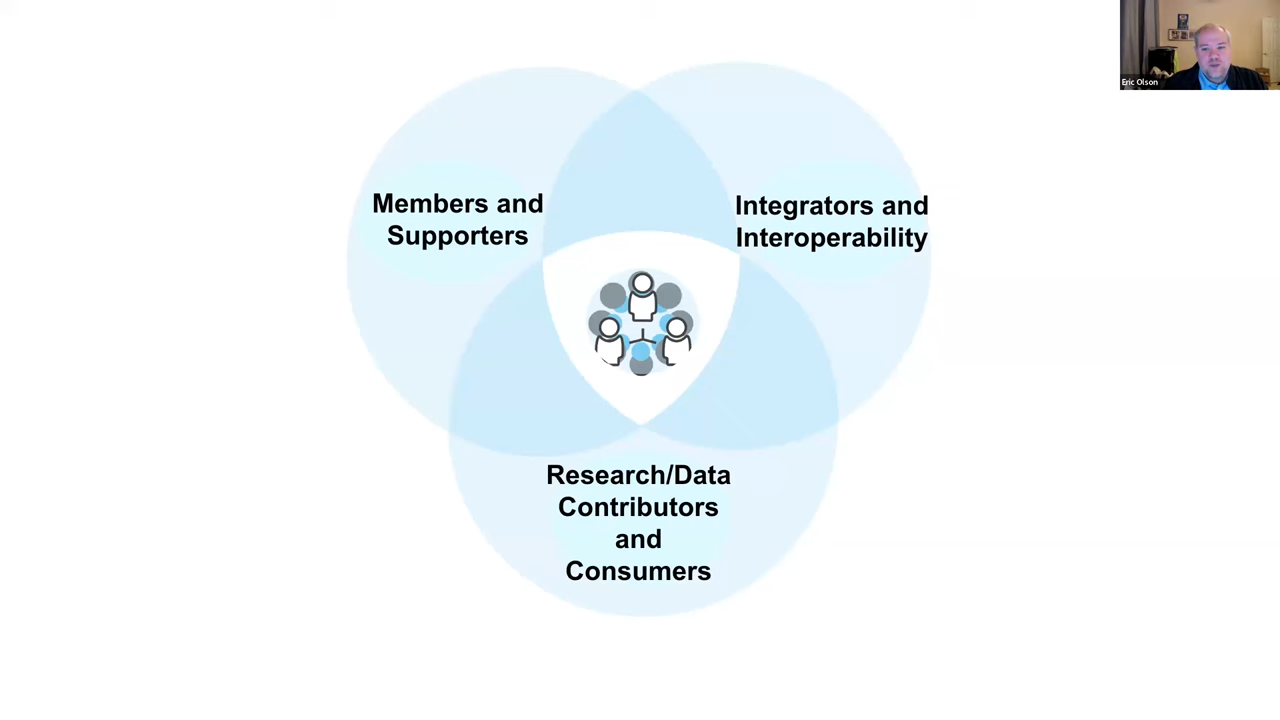 Eric Olson
Members and
Supporters
Integrators and
Interoperability
Research/Data
Contributors
and
Consumers